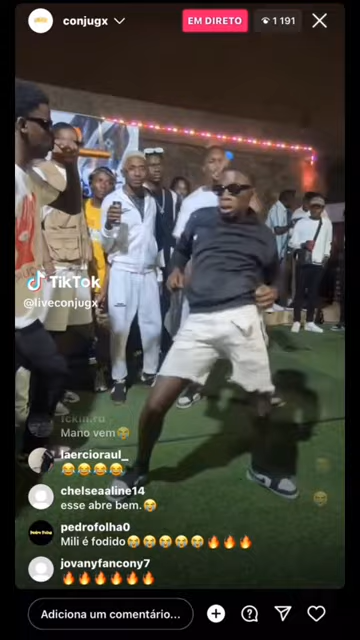 conjugx
EM DIRETO
1 191
TikTok
@liveconjugx
Mano vem😂
laercioraul_
😂😂😂😂
chelseaaline14
esse abre bem.😂
pedrofolha0
Mili é fodido😂😂😂😂😂🔥🔥🔥
jovanyfancony7
🔥🔥🔥🔥🔥🔥
Adiciona um comentário...